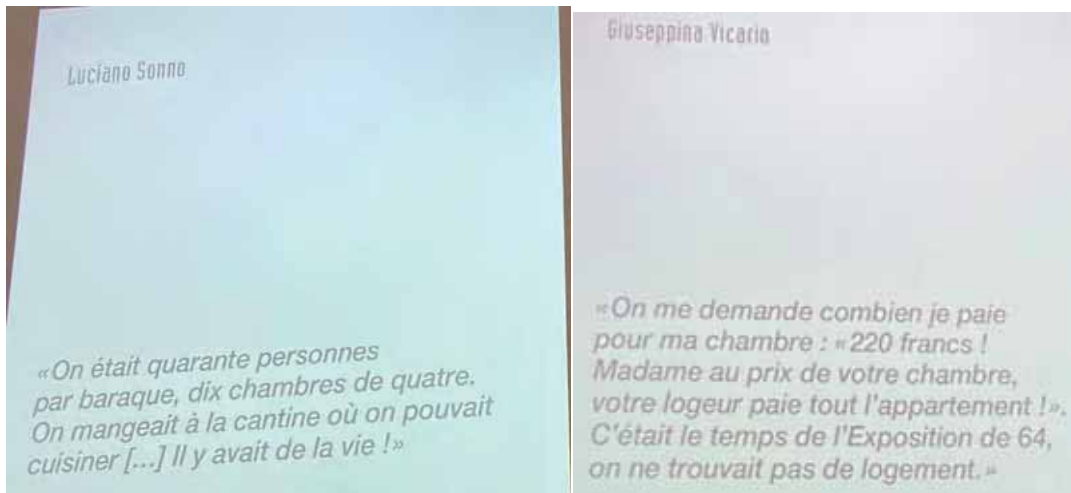 Luciano Sonno
«On était quarante personnes
par baraque, dix chambres de quatre.
On mangeait à la cantine où on pouvait
cuisiner [...] Il y avait de la vie !»
Giuseppina Vicario
«On me demande combien je paie
pour ma chambre : «220 francs !
Madame au prix de votre chambre,
votre logeur paie tout l'appartement !».
C'était le temps de l'Exposition de 64,
on ne trouvait pas de logement.»